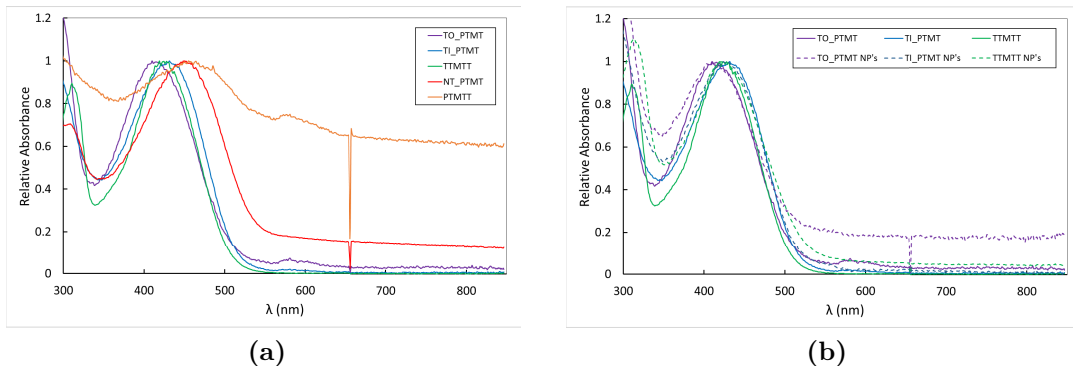 1.2
1
0.8
0.6
0.4
0.2
0
300 400 500 600 700 800
λ (nm)
Relative Absorbance
TO_PTMT
TI_PTMT
TTMTT
NT_PTMT
PTMTT
(a)
1.2
1
0.8
0.6
0.4
0.2
0
300 400 500 600 700 800
λ (nm)
Relative Absorbance
TO_PTMT TI_PTMT TTMTT
TO_PTMT NP's TI_PTMT NP's TTMTT NP's
(b)